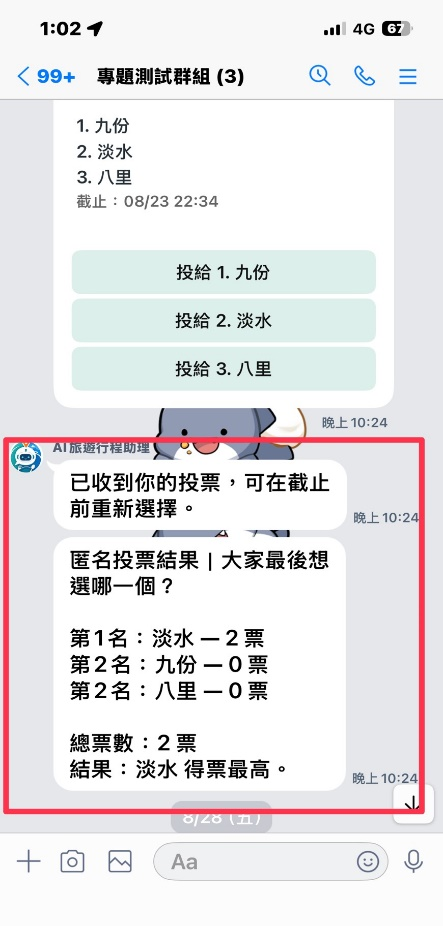 1:02
4G 67
99+ 專題測試群組 (3)
1. 九份
2. 淡水
3. 八里
截止：08/23 22:34
投給 1. 九份
投給 2. 淡水
投給 3. 八里
晚上 10:24
AI旅遊行程助理
已收到你的投票，可在截止
前重新選擇。
晚上 10:24
匿名投票結果 | 大家最後想
選哪一個？
第1名：淡水 — 2 票
第2名：九份 — 0 票
第2名：八里 — 0 票
總票數：2 票
結果：淡水 得票最高。
晚上 10:24
8/28（五）
Aa